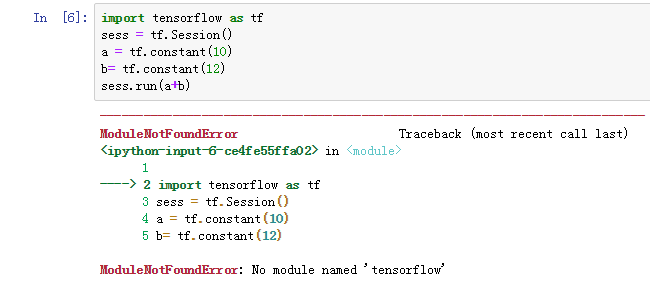 In [6]: import tensorflow as tf
sess = tf.Session()
a = tf.constant(10)
b= tf.constant(12)
sess.run(a+b)
ModuleNotFoundError Traceback (most recent call last)
<ipython-input-6-ce4fe55ffa02> in <module>
1
----> 2 import tensorflow as tf
3 sess = tf.Session()
4 a = tf.constant(10)
5 b= tf.constant(12)
ModuleNotFoundError: No module named 'tensorflow'